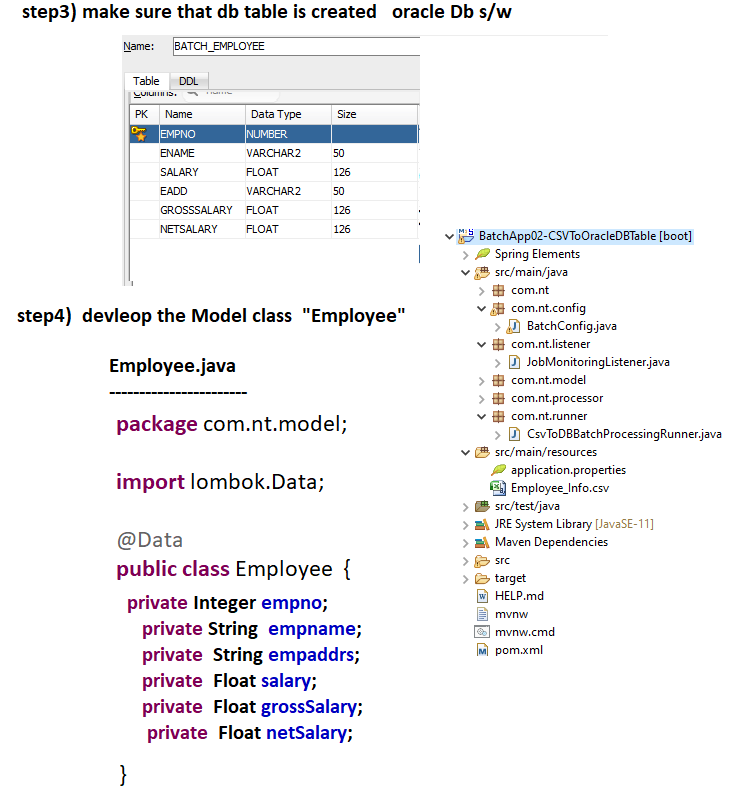 step3) make sure that db table is created oracle Db s/w
Name: BATCH_EMPLOYEE
Table DDL
Columns: Name
PK Name Data Type Size
EMPNO NUMBER
ENAME VARCHAR2 50
SALARY FLOAT 126
EADD VARCHAR2 50
GROSSSALARY FLOAT 126
NETSALARY FLOAT 126
BatchApp02-CSVToOracleDBTable [boot]
Spring Elements
src/main/java
com.nt
com.nt.config
BatchConfig.java
com.nt.listener
JobMonitoringListener.java
com.nt.model
com.nt.processor
com.nt.runner
CsvToDBBatchProcessingRunner.java
src/main/resources
application.properties
Employee_Info.csv
src/test/java
JRE System Library [JavaSE-11]
Maven Dependencies
src
target
HELP.md
mvnw
mvnw.cmd
pom.xml
step4) devleop the Model class "Employee"
Employee.java
-----------------------
package com.nt.model;
import lombok.Data;
@Data
public class Employee {
private Integer empno;
private String empname;
private String empaddrs;
private Float salary;
private Float grossSalary;
private Float netSalary;
}